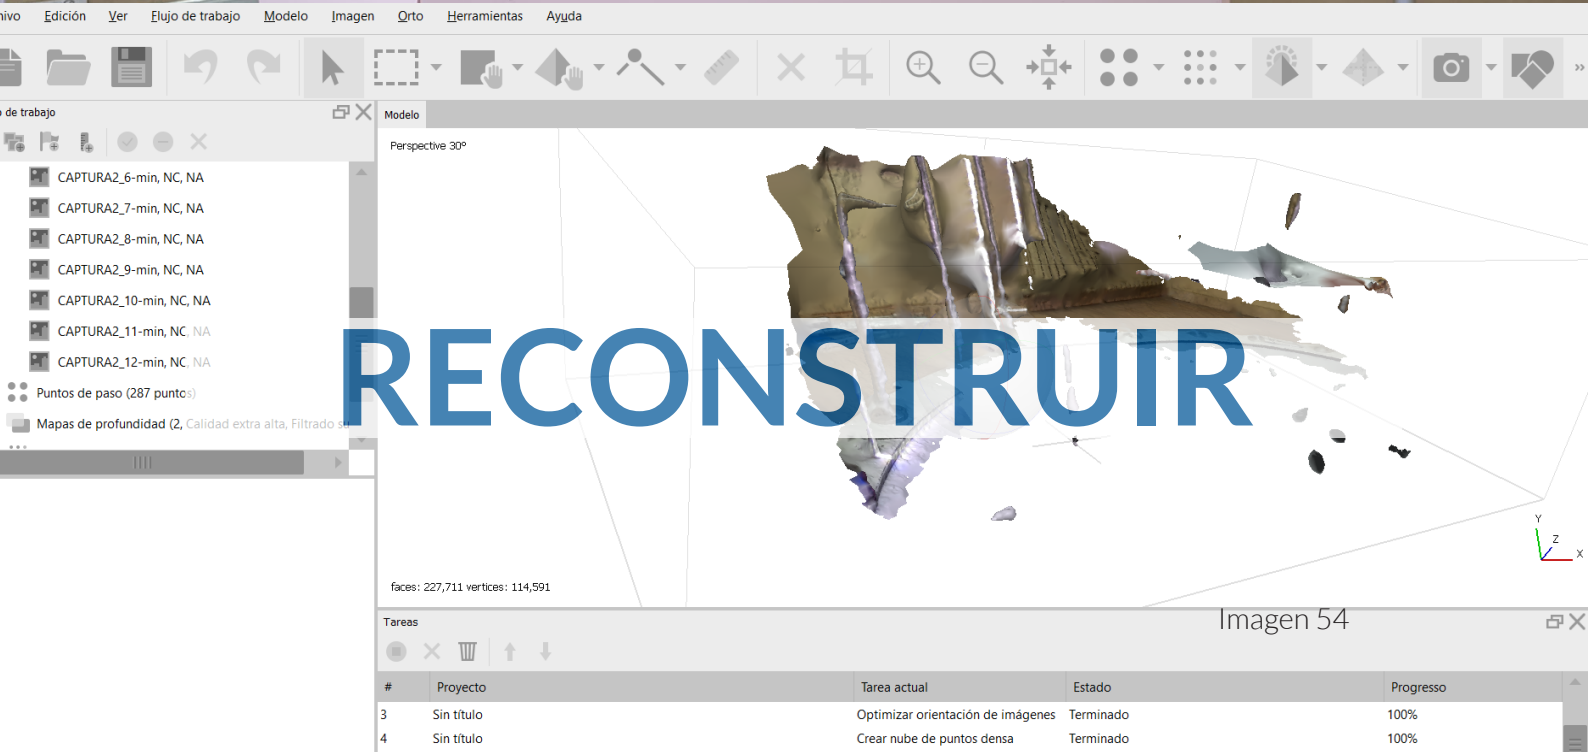 hivo Edición Ver Flujo de trabajo Modelo Imagen Orto Herramientas Ayuda
o de trabajo
Modelo
Perspective 30°
CAPTURA2_6-min, NC, NA
CAPTURA2_7-min, NC, NA
CAPTURA2_8-min, NC, NA
CAPTURA2_9-min, NC, NA
CAPTURA2_10-min, NC, NA
CAPTURA2_11-min, NC, NA
CAPTURA2_12-min, NC, NA
Puntos de paso (287 puntos)
Mapas de profundidad (2, Calidad extra alta, Filtrado su
RECONSTRUIR
Y
Z
X
faces: 227,711 vertices: 114,591
Imagen 54
Tareas
# Proyecto Tarea actual Estado Progresso
3 Sin título Optimizar orientación de imágenes Terminado 100%
4 Sin título Crear nube de puntos densa Terminado 100%